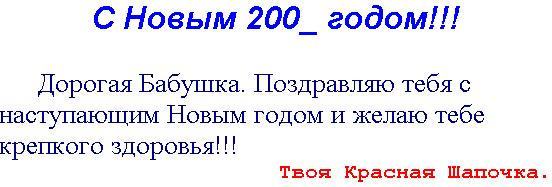 С Новым 200_ годом!!!
Дорогая Бабушка. Поздравляю тебя с
наступающим Новым годом и желаю тебе
крепкого здоровья!!!
Твоя Красная Шапочка.